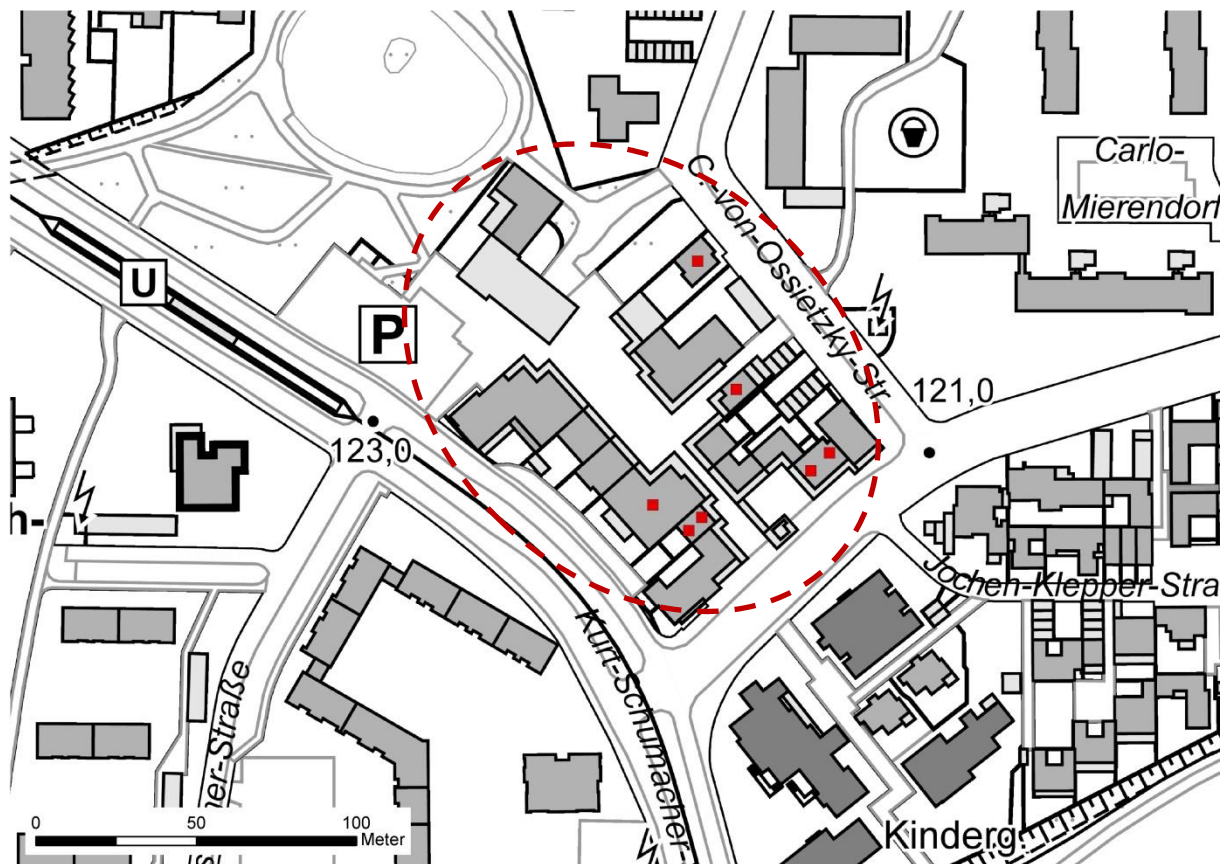 C.-von-Ossietzky-Str.
Carlo-
Mierendorf
U
P
121,0
123,0
h-
Jochen-Klepper-Stra
Kurt-Schumacher-
ner-Straße
0 50 100
Meter
Kinderg.